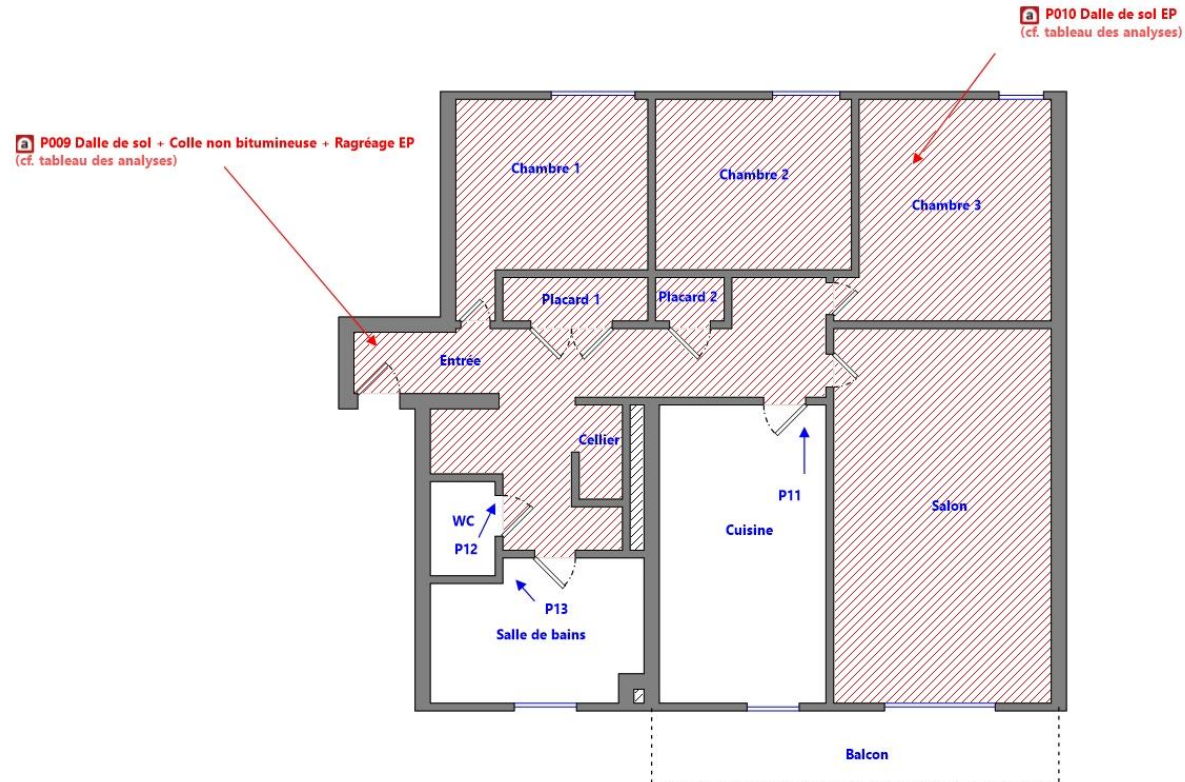 a P010 Dalle de sol EP
(cf. tableau des analyses)
a P009 Dalle de sol + Colle non bitumineuse + Ragréage EP
(cf. tableau des analyses)
Chambre 1
Chambre 2
Chambre 3
Placard 1
Placard 2
Entrée
Cellier
P11
WC
P12
Cuisine
Salon
P13
Salle de bains
Balcon